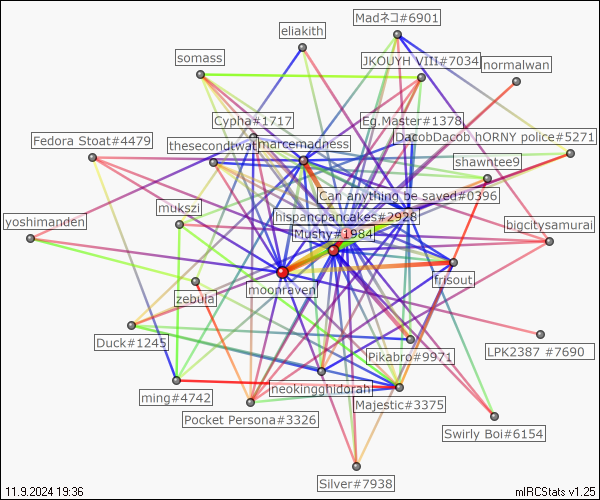 Madネコ#6901
eliakith
somass
JKOUYH VIII#7034
normalwan
Cypha#1717
Eg.Master#1378
Fedora Stoat#4479
thesecondtwat
marcemadness
DacobDacob hORNY police#5271
shawntee9
Can anything be saved#0396
mukszi
hispancpancakes#2928
yoshimanden
bigcitysamurai
Mushy#1984
frisout
moonraven
zebula
Duck#1245
LPK2387 #7690
Pikabro#9971
neokingghidorah
ming#4742
Majestic#3375
Pocket Persona#3326
Swirly Boi#6154
Silver#7938
11.9.2024 19:36
mIRCStats v1.25